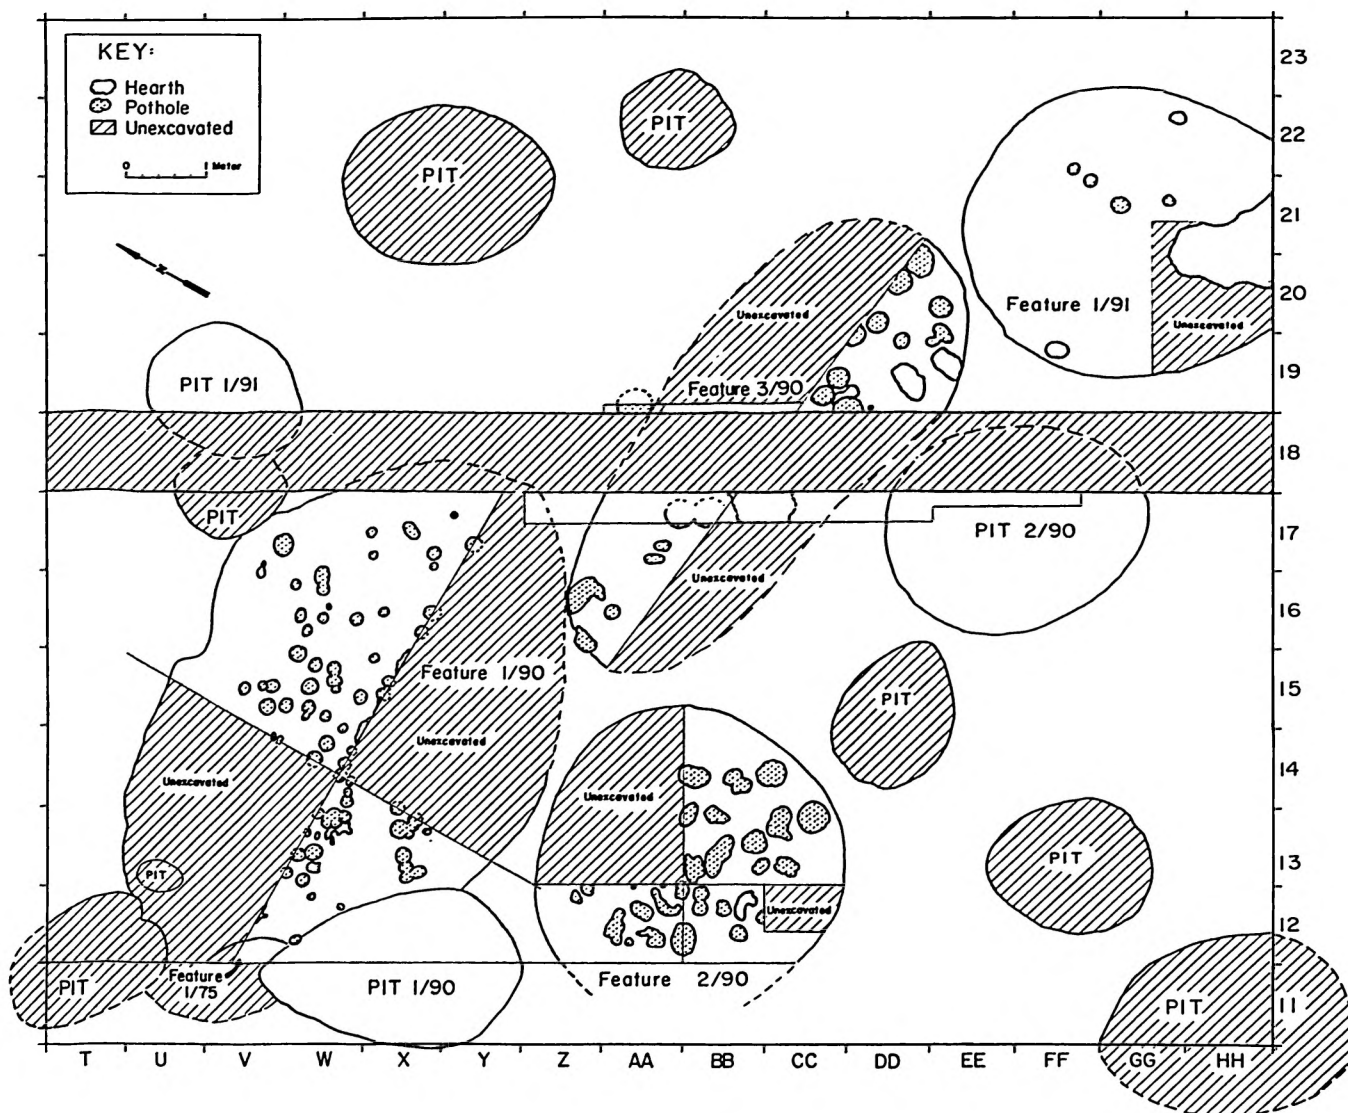 KEY:
Hearth
Pothole
Unexcavated
0 1 Meter
N
23
22
21
20
19
18
17
16
15
14
13
12
11
PIT
PIT
Feature 1/91
Unexcavated
Unexcavated
Feature 3/90
PIT 1/91
PIT
PIT 2/90
Unexcavated
Feature 1/90
Unexcavated
Unexcavated
PIT
PIT
Unexcavated
PIT
Unexcavated
PIT
Feature
1/75
PIT 1/90
Feature 2/90
PIT
T U V W X Y Z AA BB CC DD EE FF GG HH